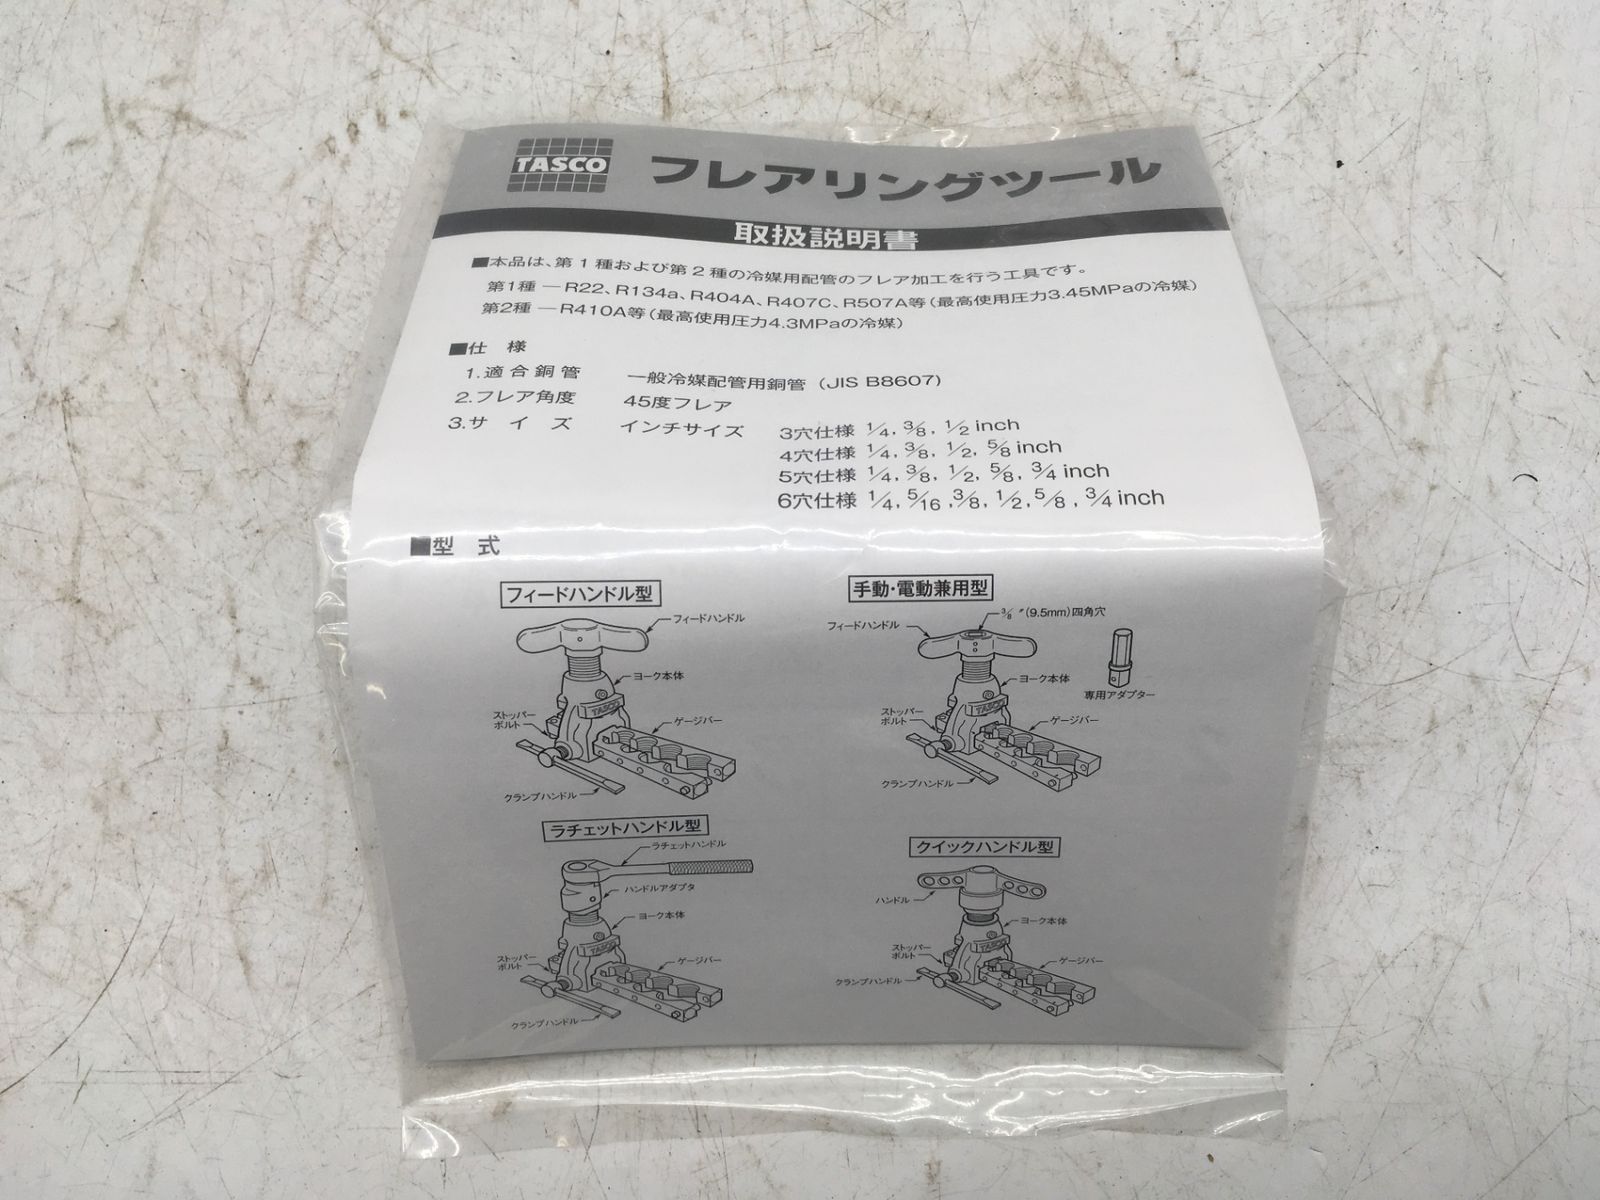 TASCO
フレアリングツール
取扱説明書
■本品は、第1種および第2種の冷媒用配管のフレア加工を行う工具です。
第1種 ― R22、R134a、R404A、R407C、R507A等(最高使用圧力3.45MPaの冷媒)
第2種 ― R410A等(最高使用圧力4.3MPaの冷媒)
■仕 様
1.適合銅管 一般冷媒配管用銅管 (JIS B8607)
2.フレア角度 45度フレア
3.サ イ ズ インチサイズ 3穴仕様 1/4, 3/8, 1/2 inch
4穴仕様 1/4, 3/8, 1/2, 5/8 inch
5穴仕様 1/4, 3/8, 1/2, 5/8, 3/4 inch
6穴仕様 1/4, 5/16, 3/8, 1/2, 5/8, 3/4 inch
■型 式
フィードハンドル型
フィードハンドル
ヨーク本体
TASCO
ストッパー
ボルト
ゲージバー
クランプハンドル
手動・電動兼用型
3/8"(9.5mm)四角穴
フィードハンドル
ヨーク本体
専用アダプター
TASCO
ストッパー
ボルト
ゲージバー
クランプハンドル
ラチェットハンドル型
ラチェットハンドル
ハンドルアダプタ
ヨーク本体
TASCO
ストッパー
ボルト
ゲージバー
クランプハンドル
クイックハンドル型
ハンドル
ヨーク本体
TASCO
ストッパー
ボルト
ゲージバー
クランプハンドル